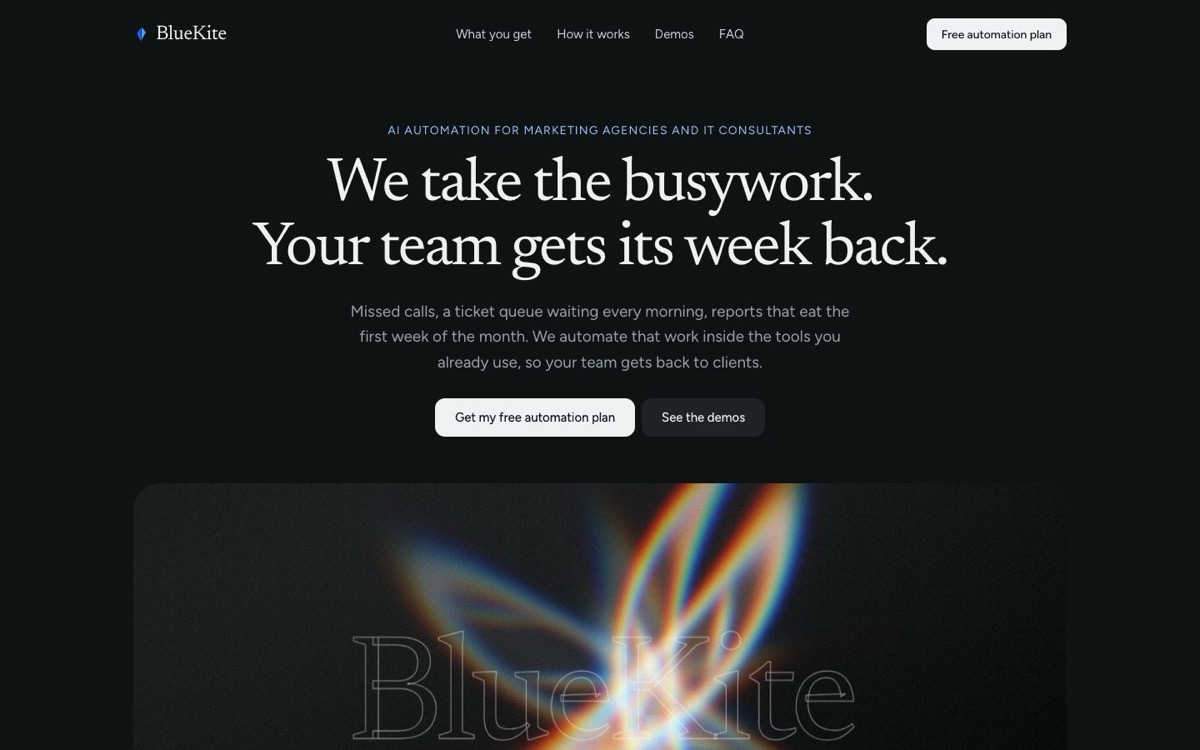 BlueKite
What you get
How it works
Demos
FAQ
Free automation plan
AI AUTOMATION FOR MARKETING AGENCIES AND IT CONSULTANTS
We take the busywork.
Your team gets its week back.
Missed calls, a ticket queue waiting every morning, reports that eat the
first week of the month. We automate that work inside the tools you
already use, so your team gets back to clients.
Get my free automation plan
See the demos
BlueKite